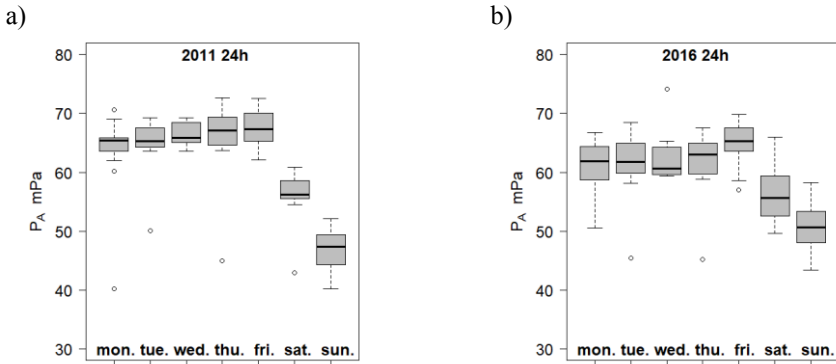 a)
2011 24h
80
70
60
50
40
30
P_A mPa
mon. tue. wed. thu. fri. sat. sun.
b)
2016 24h
80
70
60
50
40
30
P_A mPa
mon. tue. wed. thu. fri. sat. sun.